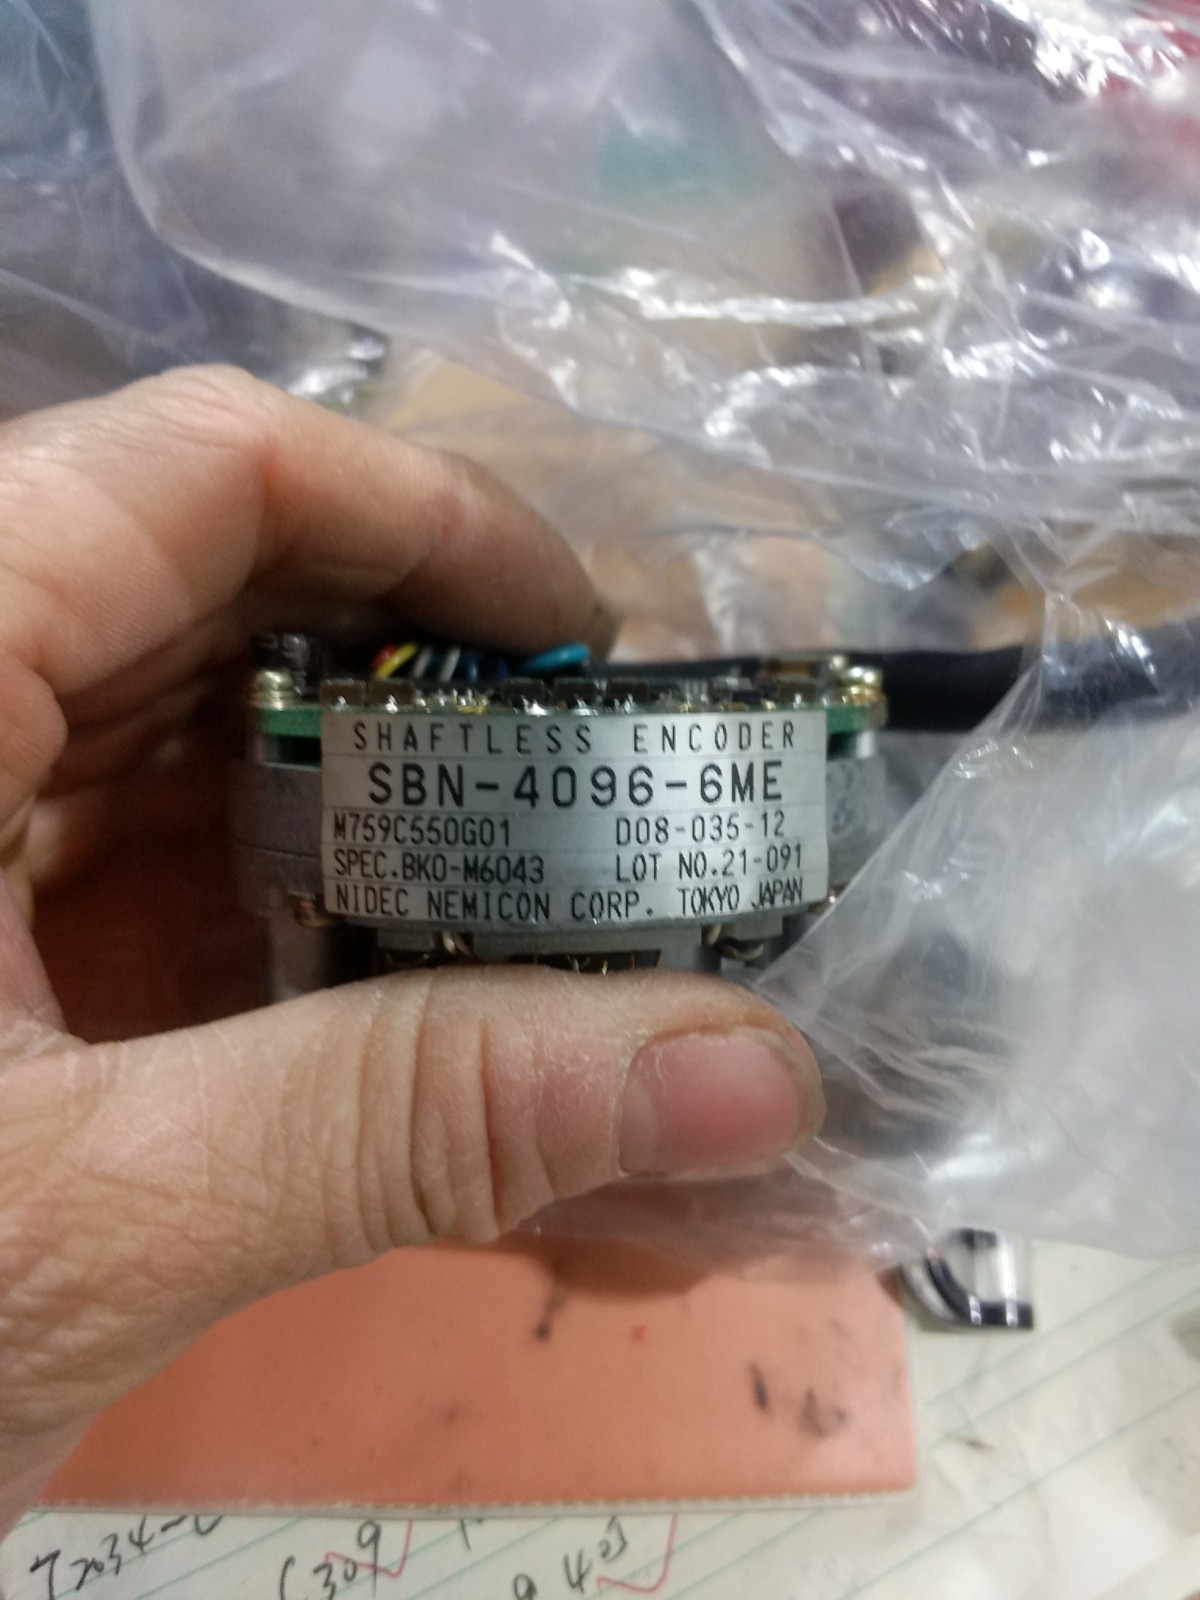 SHAFTLESS ENCODER
SBN-4096-6ME
M759C550G01 D08-035-12
SPEC.BKO-M6043 LOT NO.21-091
NIDEC NEMICON CORP. TOKYO JAPAN